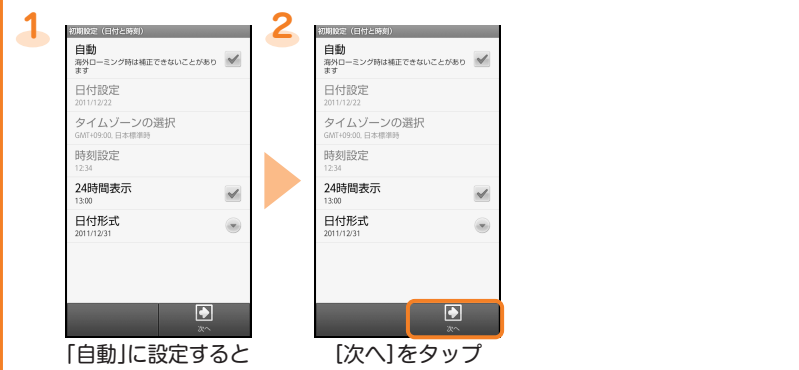 1
初期設定（日付と時刻）
自動
海外ローミング時は補正できないことがあり
ます
日付設定
2011/12/22
タイムゾーンの選択
GMT+09:00, 日本標準時
時刻設定
12:34
24時間表示
13:00
日付形式
2011/12/31
次へ
｢自動｣に設定すると
2
初期設定（日付と時刻）
自動
海外ローミング時は補正できないことがあり
ます
日付設定
2011/12/22
タイムゾーンの選択
GMT+09:00, 日本標準時
時刻設定
12:34
24時間表示
13:00
日付形式
2011/12/31
次へ
[次へ]をタップ